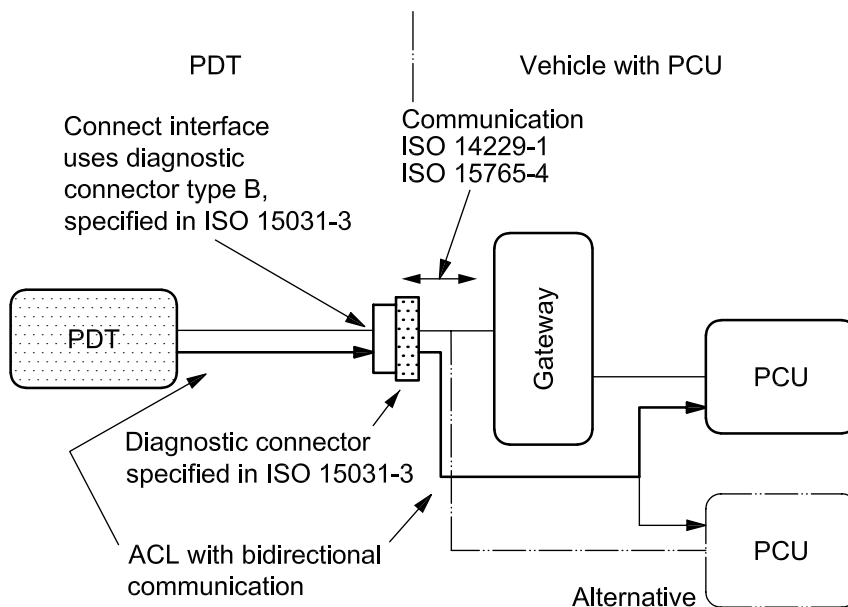 PDT
Vehicle with PCU
Connect interface
uses diagnostic
connector type B,
specified in ISO 15031-3
Communication
ISO 14229-1
ISO 15765-4
PDT
Gateway
PCU
Diagnostic connector
specified in ISO 15031-3
ACL with bidirectional
communication
PCU
Alternative